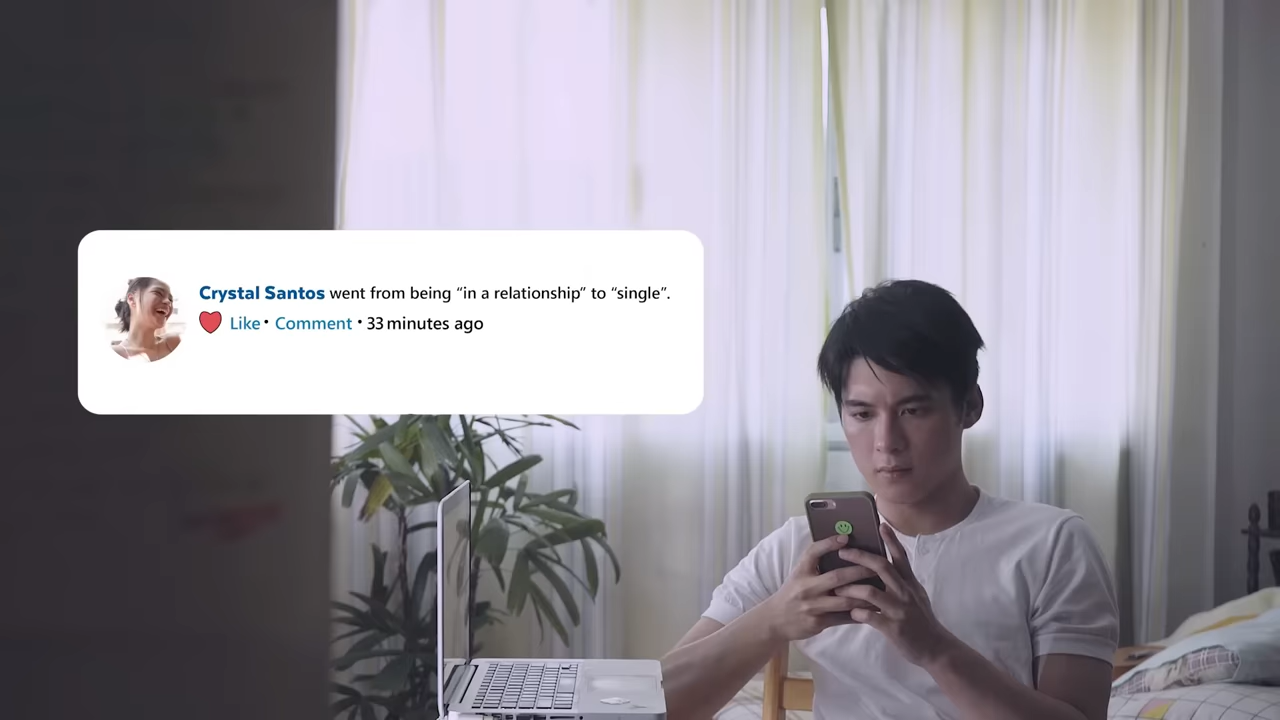 Crystal Santos went from being “in a relationship” to “single”.
Like • Comment • 33 minutes ago